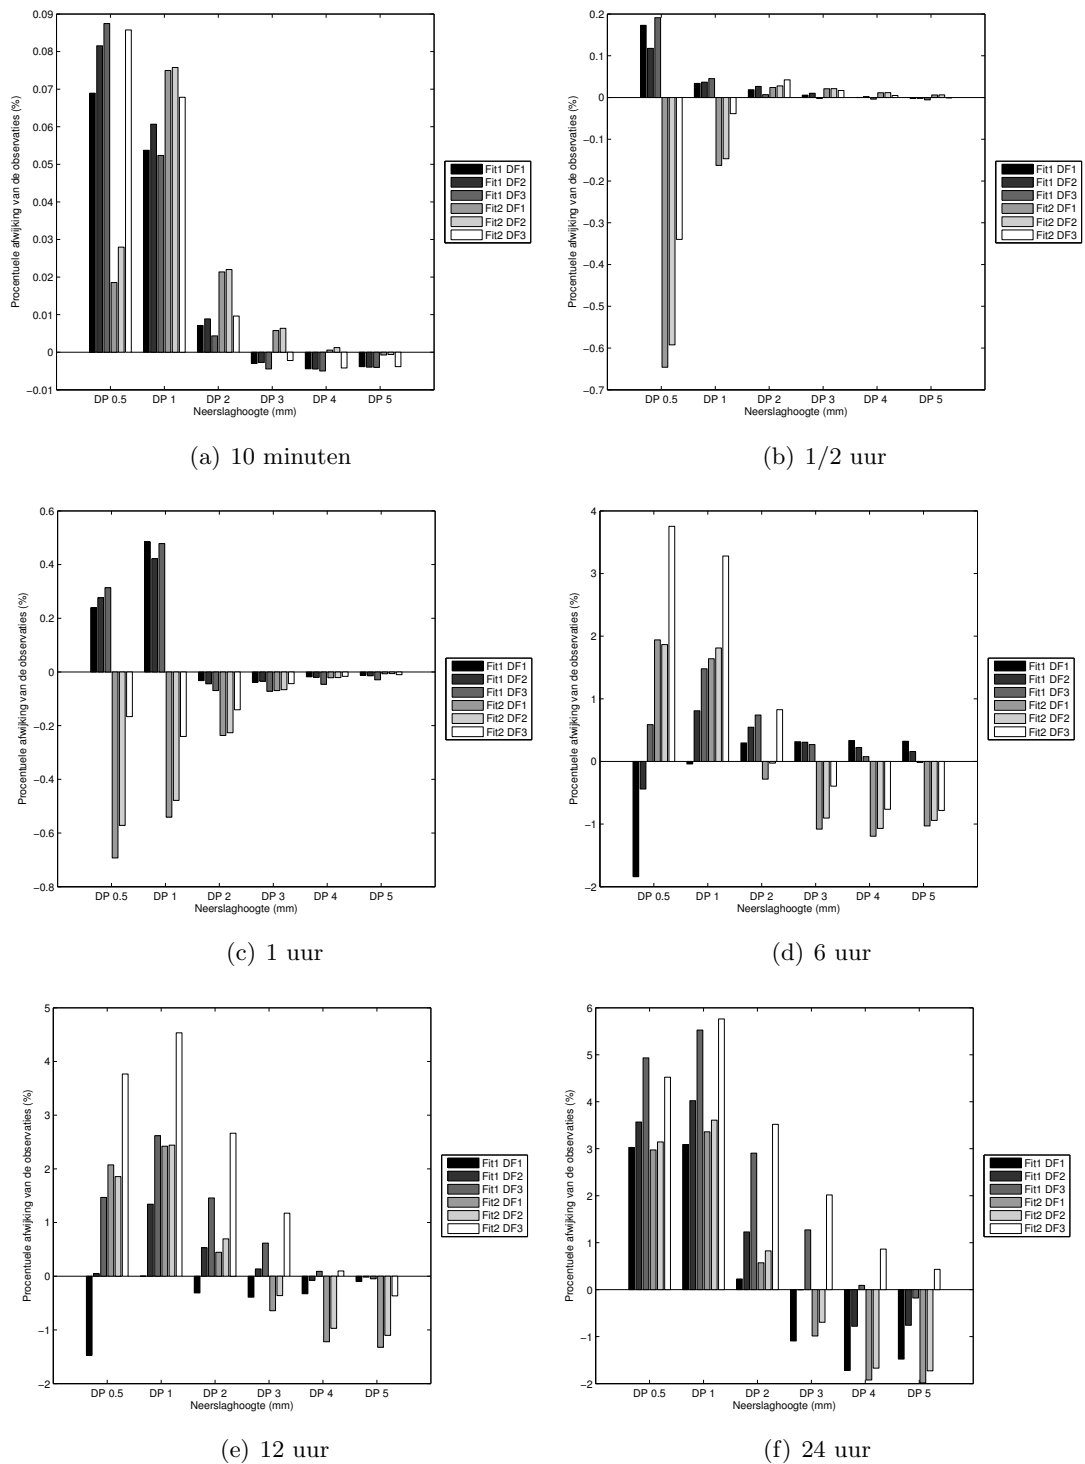 0.09
0.08
0.07
0.06
0.05
0.04
0.03
0.02
0.01
0
−0.01
Procentuele afwijking van de observaties (%)
DP 0.5 DP 1 DP 2 DP 3 DP 4 DP 5
Neerslaghoogte (mm)
Fit1 DF1
Fit1 DF2
Fit1 DF3
Fit2 DF1
Fit2 DF2
Fit2 DF3
(a) 10 minuten
0.2
0.1
0
−0.1
−0.2
−0.3
−0.4
−0.5
−0.6
−0.7
Procentuele afwijking van de observaties (%)
DP 0.5 DP 1 DP 2 DP 3 DP 4 DP 5
Neerslaghoogte (mm)
Fit1 DF1
Fit1 DF2
Fit1 DF3
Fit2 DF1
Fit2 DF2
Fit2 DF3
(b) 1/2 uur
0.6
0.4
0.2
0
−0.2
−0.4
−0.6
−0.8
Procentuele afwijking van de observaties (%)
DP 0.5 DP 1 DP 2 DP 3 DP 4 DP 5
Neerslaghoogte (mm)
Fit1 DF1
Fit1 DF2
Fit1 DF3
Fit2 DF1
Fit2 DF2
Fit2 DF3
(c) 1 uur
4
3
2
1
0
−1
−2
Procentuele afwijking van de observaties (%)
DP 0.5 DP 1 DP 2 DP 3 DP 4 DP 5
Neerslaghoogte (mm)
Fit1 DF1
Fit1 DF2
Fit1 DF3
Fit2 DF1
Fit2 DF2
Fit2 DF3
(d) 6 uur
5
4
3
2
1
0
−1
−2
Procentuele afwijking van de observaties (%)
DP 0.5 DP 1 DP 2 DP 3 DP 4 DP 5
Neerslaghoogte (mm)
Fit1 DF1
Fit1 DF2
Fit1 DF3
Fit2 DF1
Fit2 DF2
Fit2 DF3
(e) 12 uur
6
5
4
3
2
1
0
−1
−2
Procentuele afwijking van de observaties (%)
DP 0.5 DP 1 DP 2 DP 3 DP 4 DP 5
Neerslaghoogte (mm)
Fit1 DF1
Fit1 DF2
Fit1 DF3
Fit2 DF1
Fit2 DF2
Fit2 DF3
(f) 24 uur